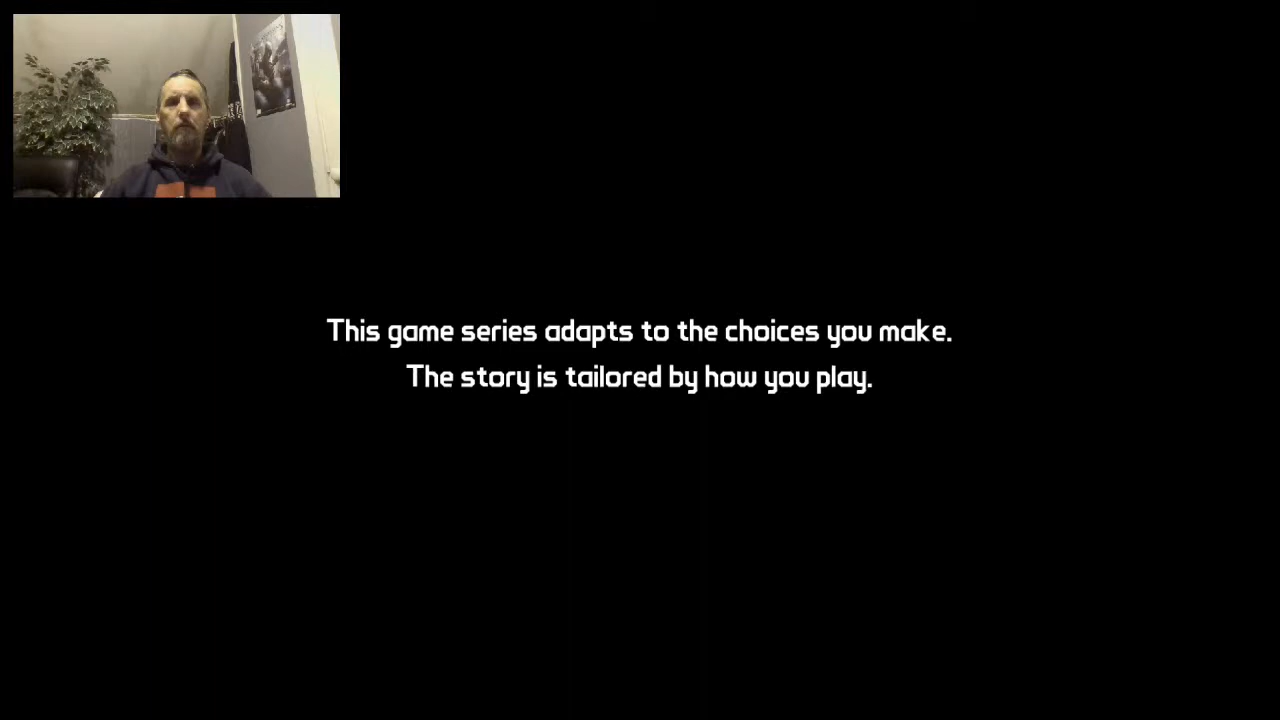 This game series adapts to the choices you make.
The story is tailored by how you play.